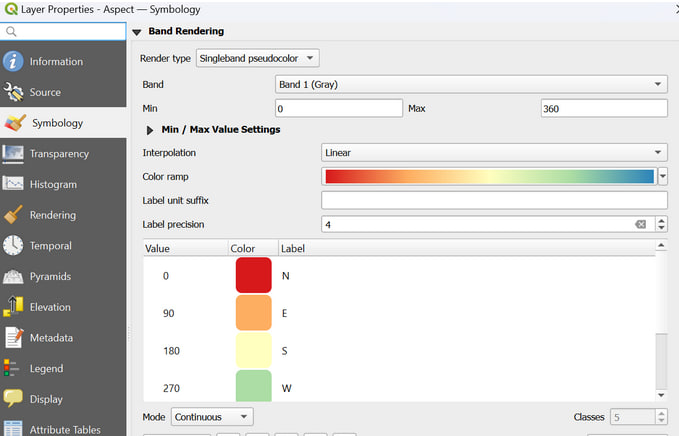 Layer Properties - Aspect — Symbology
Information
Source
Symbology
Transparency
Histogram
Rendering
Temporal
Pyramids
Elevation
Metadata
Legend
Display
Attribute Tables
Band Rendering
Render type Singleband pseudocolor
Band Band 1 (Gray)
Min 0 Max 360
Min / Max Value Settings
Interpolation Linear
Color ramp
Label unit suffix
Label precision 4
Value Color Label
0 N
90 E
180 S
270 W
Mode Continuous Classes 5